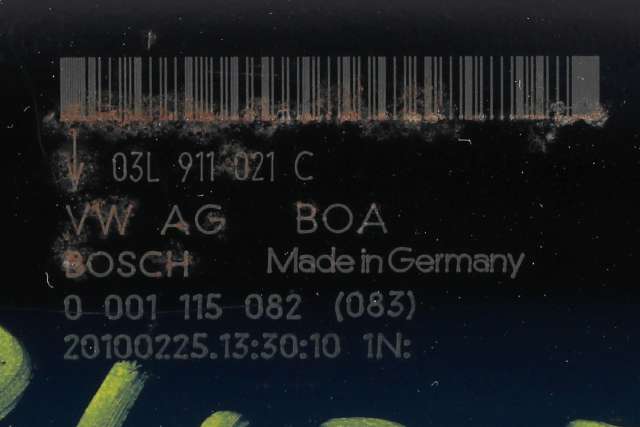 03L 911 021 C
VW AG BOA
BOSCH Made in Germany
0 001 115 082 (083)
20100225.13:30:10 1N: